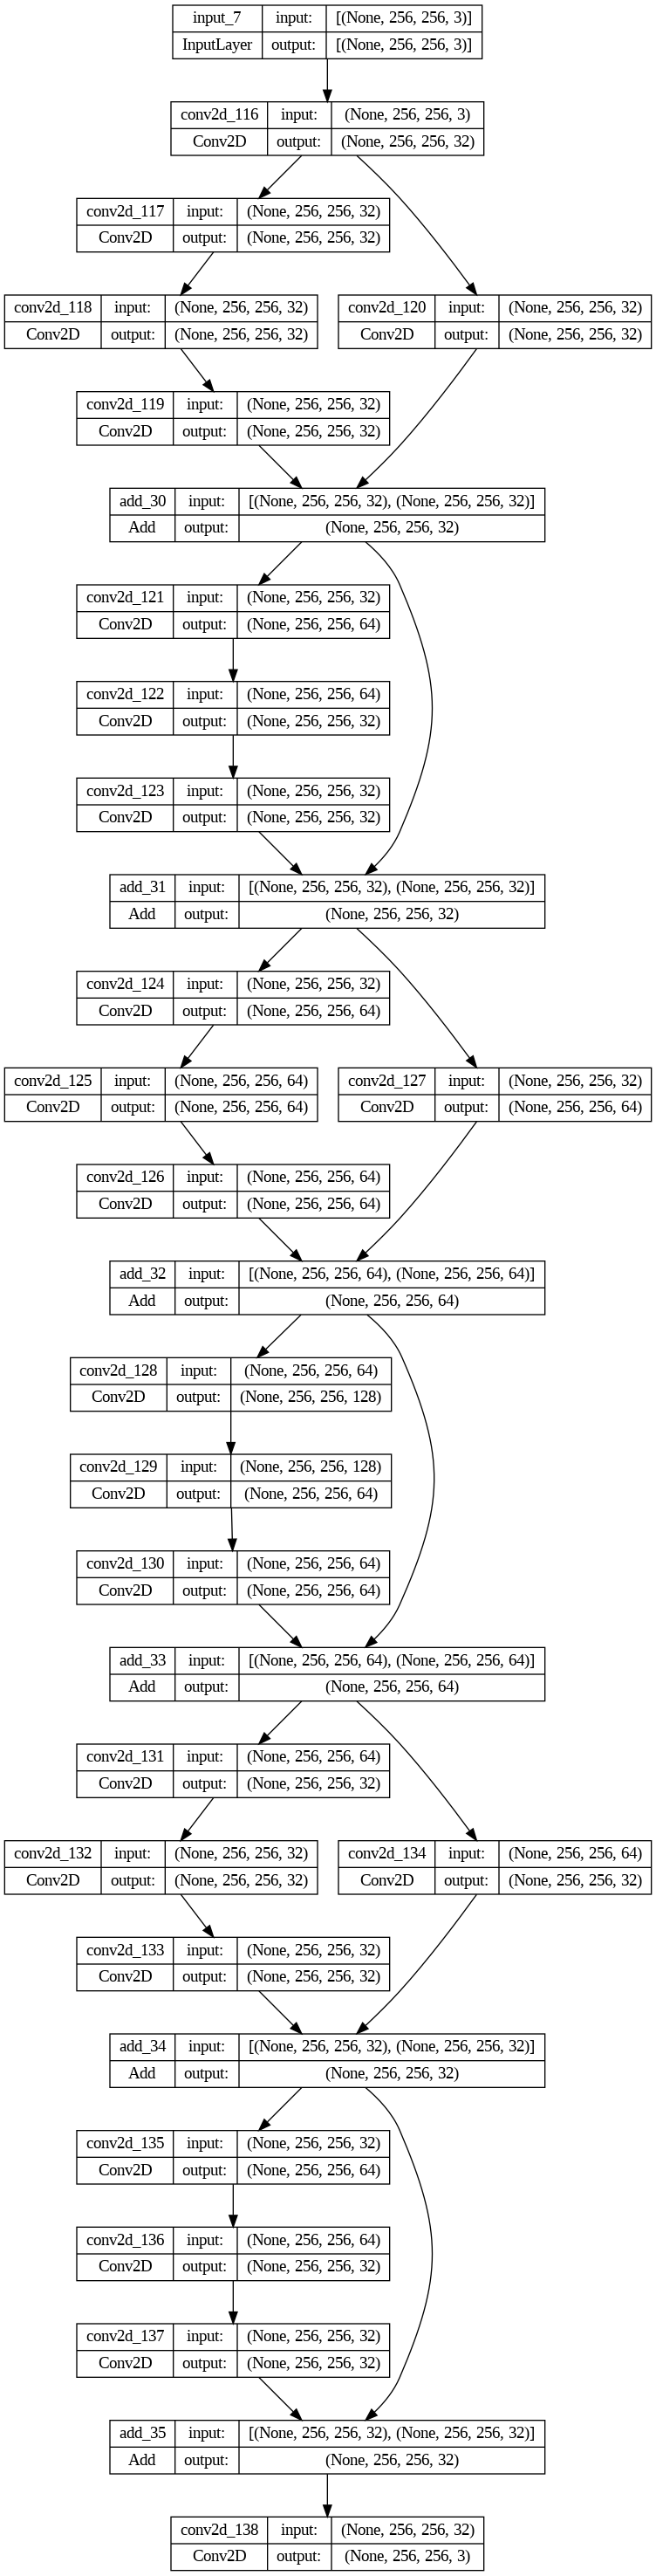 input_7 input: [(None, 256, 256, 3)]
InputLayer output: [(None, 256, 256, 3)]
conv2d_116 input: (None, 256, 256, 3)
Conv2D output: (None, 256, 256, 32)
conv2d_117 input: (None, 256, 256, 32)
Conv2D output: (None, 256, 256, 32)
conv2d_118 input: (None, 256, 256, 32) conv2d_120 input: (None, 256, 256, 32)
Conv2D output: (None, 256, 256, 32) Conv2D output: (None, 256, 256, 32)
conv2d_119 input: (None, 256, 256, 32)
Conv2D output: (None, 256, 256, 32)
add_30 input: [(None, 256, 256, 32), (None, 256, 256, 32)]
Add output: (None, 256, 256, 32)
conv2d_121 input: (None, 256, 256, 32)
Conv2D output: (None, 256, 256, 64)
conv2d_122 input: (None, 256, 256, 64)
Conv2D output: (None, 256, 256, 32)
conv2d_123 input: (None, 256, 256, 32)
Conv2D output: (None, 256, 256, 32)
add_31 input: [(None, 256, 256, 32), (None, 256, 256, 32)]
Add output: (None, 256, 256, 32)
conv2d_124 input: (None, 256, 256, 32)
Conv2D output: (None, 256, 256, 64)
conv2d_125 input: (None, 256, 256, 64) conv2d_127 input: (None, 256, 256, 32)
Conv2D output: (None, 256, 256, 64) Conv2D output: (None, 256, 256, 64)
conv2d_126 input: (None, 256, 256, 64)
Conv2D output: (None, 256, 256, 64)
add_32 input: [(None, 256, 256, 64), (None, 256, 256, 64)]
Add output: (None, 256, 256, 64)
conv2d_128 input: (None, 256, 256, 64)
Conv2D output: (None, 256, 256, 128)
conv2d_129 input: (None, 256, 256, 128)
Conv2D output: (None, 256, 256, 64)
conv2d_130 input: (None, 256, 256, 64)
Conv2D output: (None, 256, 256, 64)
add_33 input: [(None, 256, 256, 64), (None, 256, 256, 64)]
Add output: (None, 256, 256, 64)
conv2d_131 input: (None, 256, 256, 64)
Conv2D output: (None, 256, 256, 32)
conv2d_132 input: (None, 256, 256, 32) conv2d_134 input: (None, 256, 256, 64)
Conv2D output: (None, 256, 256, 32) Conv2D output: (None, 256, 256, 32)
conv2d_133 input: (None, 256, 256, 32)
Conv2D output: (None, 256, 256, 32)
add_34 input: [(None, 256, 256, 32), (None, 256, 256, 32)]
Add output: (None, 256, 256, 32)
conv2d_135 input: (None, 256, 256, 32)
Conv2D output: (None, 256, 256, 64)
conv2d_136 input: (None, 256, 256, 64)
Conv2D output: (None, 256, 256, 32)
conv2d_137 input: (None, 256, 256, 32)
Conv2D output: (None, 256, 256, 32)
add_35 input: [(None, 256, 256, 32), (None, 256, 256, 32)]
Add output: (None, 256, 256, 32)
conv2d_138 input: (None, 256, 256, 32)
Conv2D output: (None, 256, 256, 3)